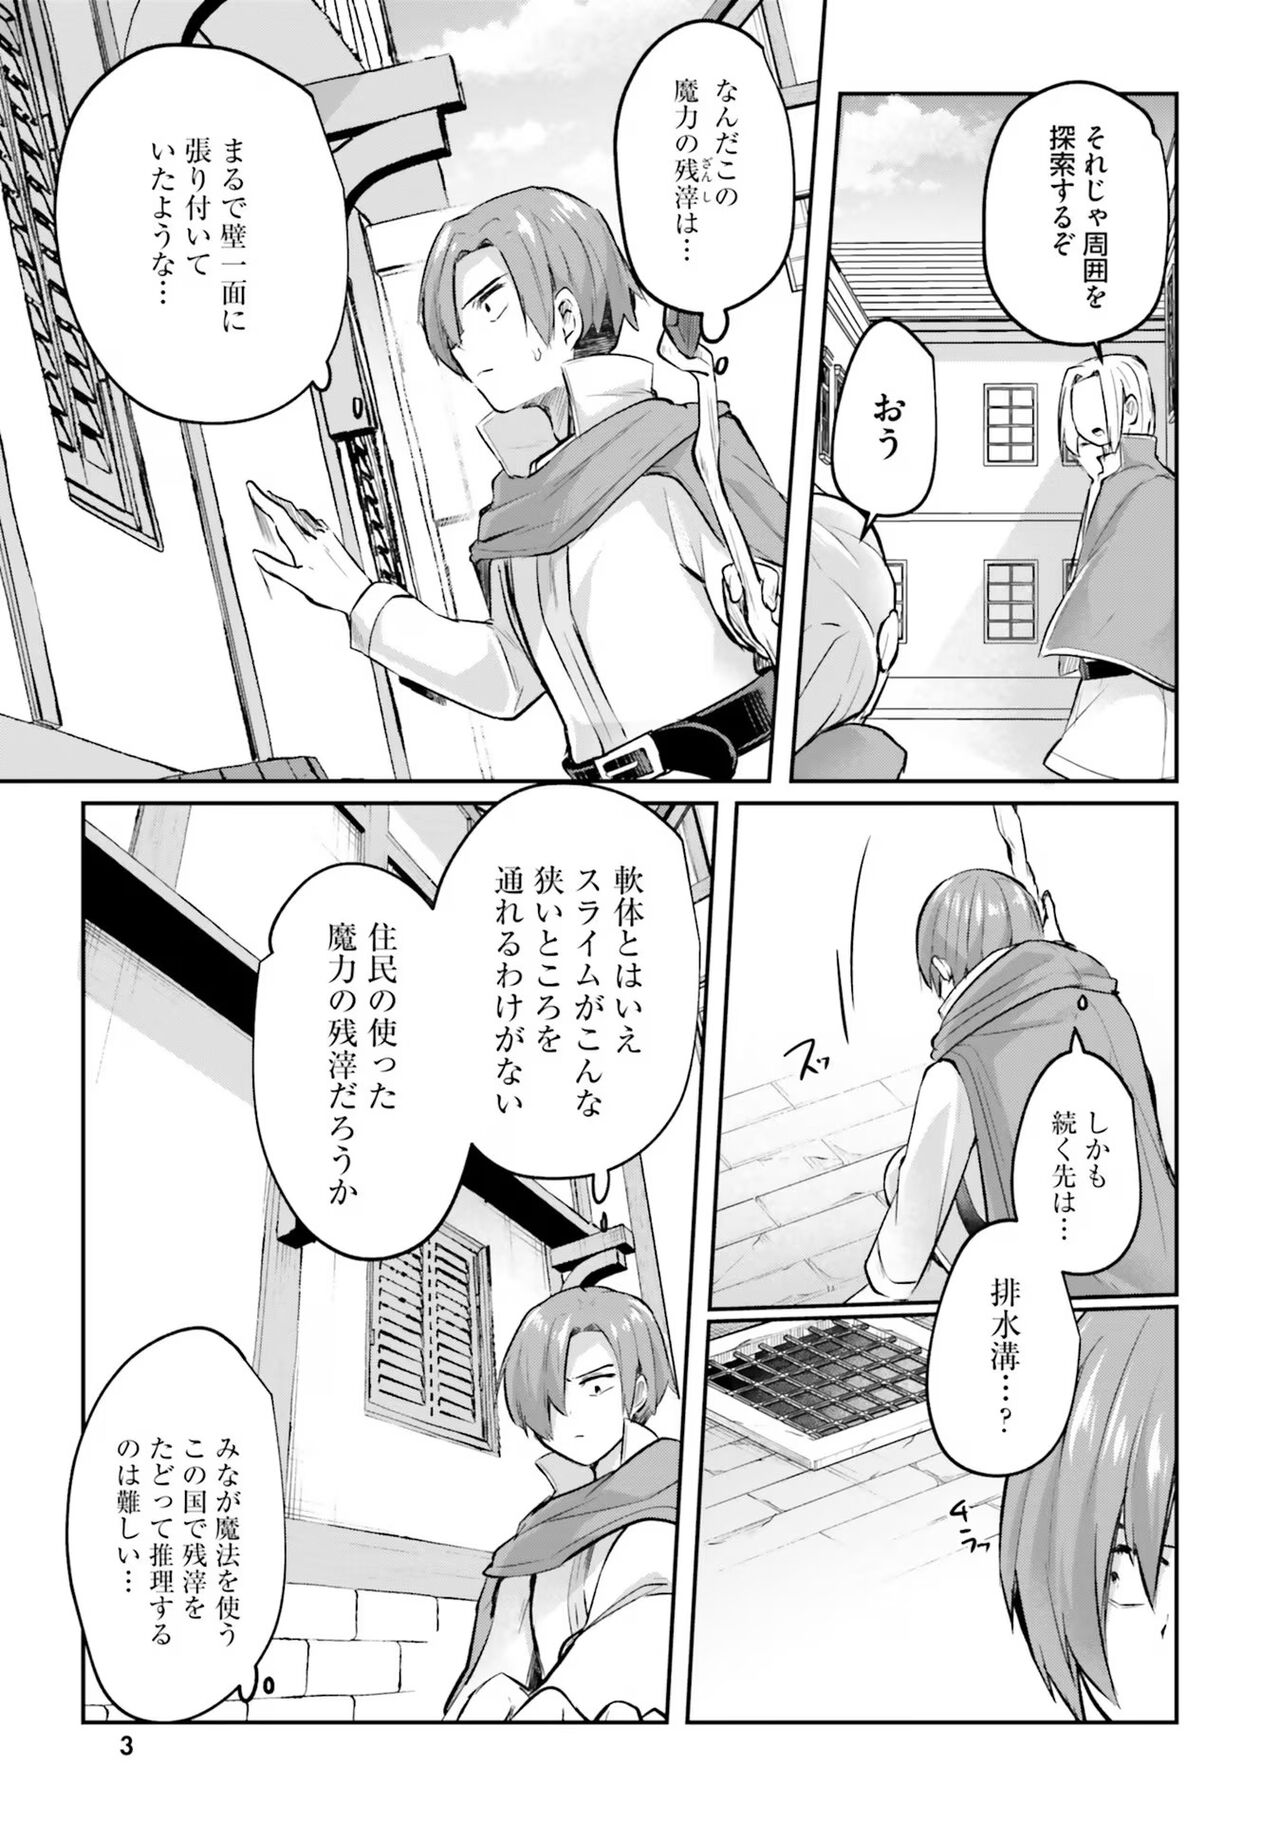 それじゃ周囲を
探索するぞ
おう
なんだこの
魔力の残滓は…
ざんし
まるで壁一面に
張り付いて
いたような…
ズッ
しかも
続く先は…
排水溝…?
チラッ
軟体とはいえ
スライムがこんな
狭いところを
通れるわけがない
住民の使った
魔力の残滓だろうか
みなが魔法を使う
この国で残滓を
たどって推理する
のは難しい…
3